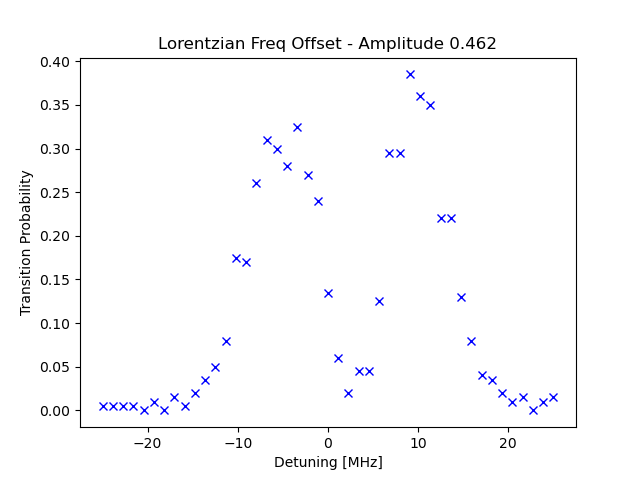 Lorentzian Freq Offset - Amplitude 0.462
0.40
0.35
0.30
0.25
0.20
0.15
0.10
0.05
0.00
Transition Probability
−20 −10 0 10 20
Detuning [MHz]